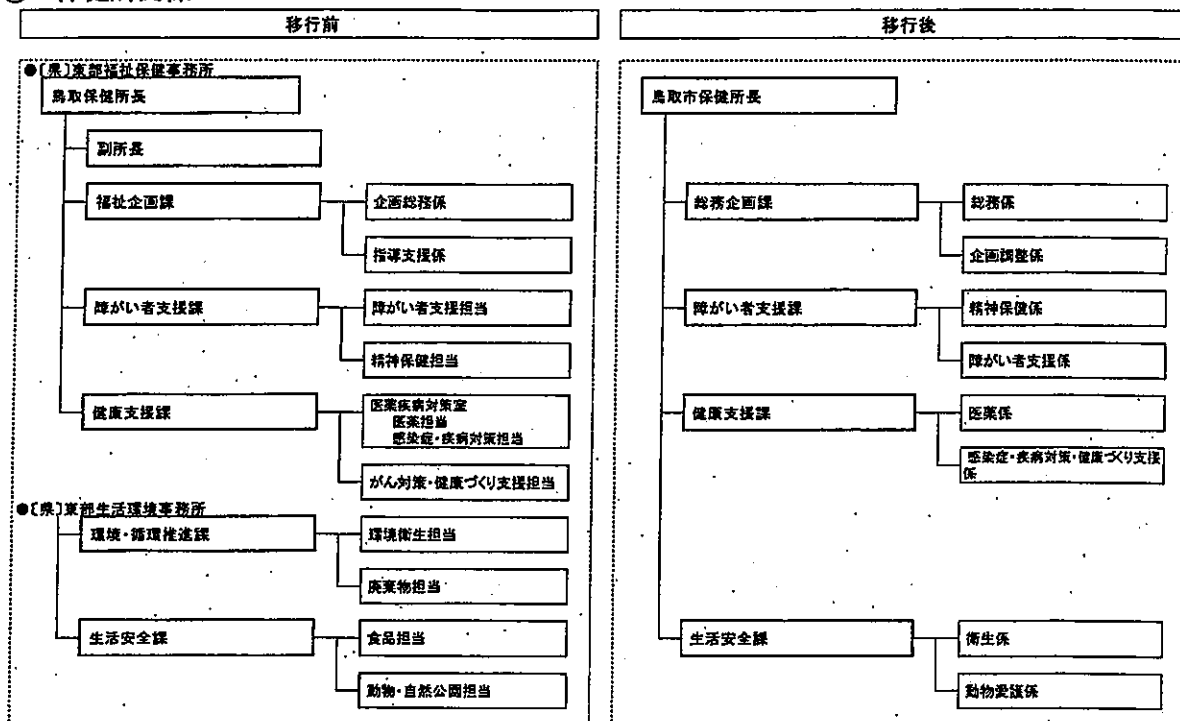 移行前
●〔県〕東部福祉保健事務所
鳥取保健所長
副所長
福祉企画課
企画総務係
指導支援係
障がい者支援課
障がい者支援担当
精神保健担当
健康支援課
医薬疾病対策室
医薬担当
感染症・疾病対策担当
がん対策・健康づくり支援担当
●〔県〕東部生活環境事務所
環境・循環推進課
環境衛生担当
廃棄物担当
生活安全課
食品担当
動物・自然公園担当
移行後
鳥取市保健所長
総務企画課
総務係
企画調整係
障がい者支援課
精神保健係
障がい者支援係
健康支援課
医薬係
感染症・疾病対策・健康づくり支援
係
生活安全課
衛生係
動物愛護係